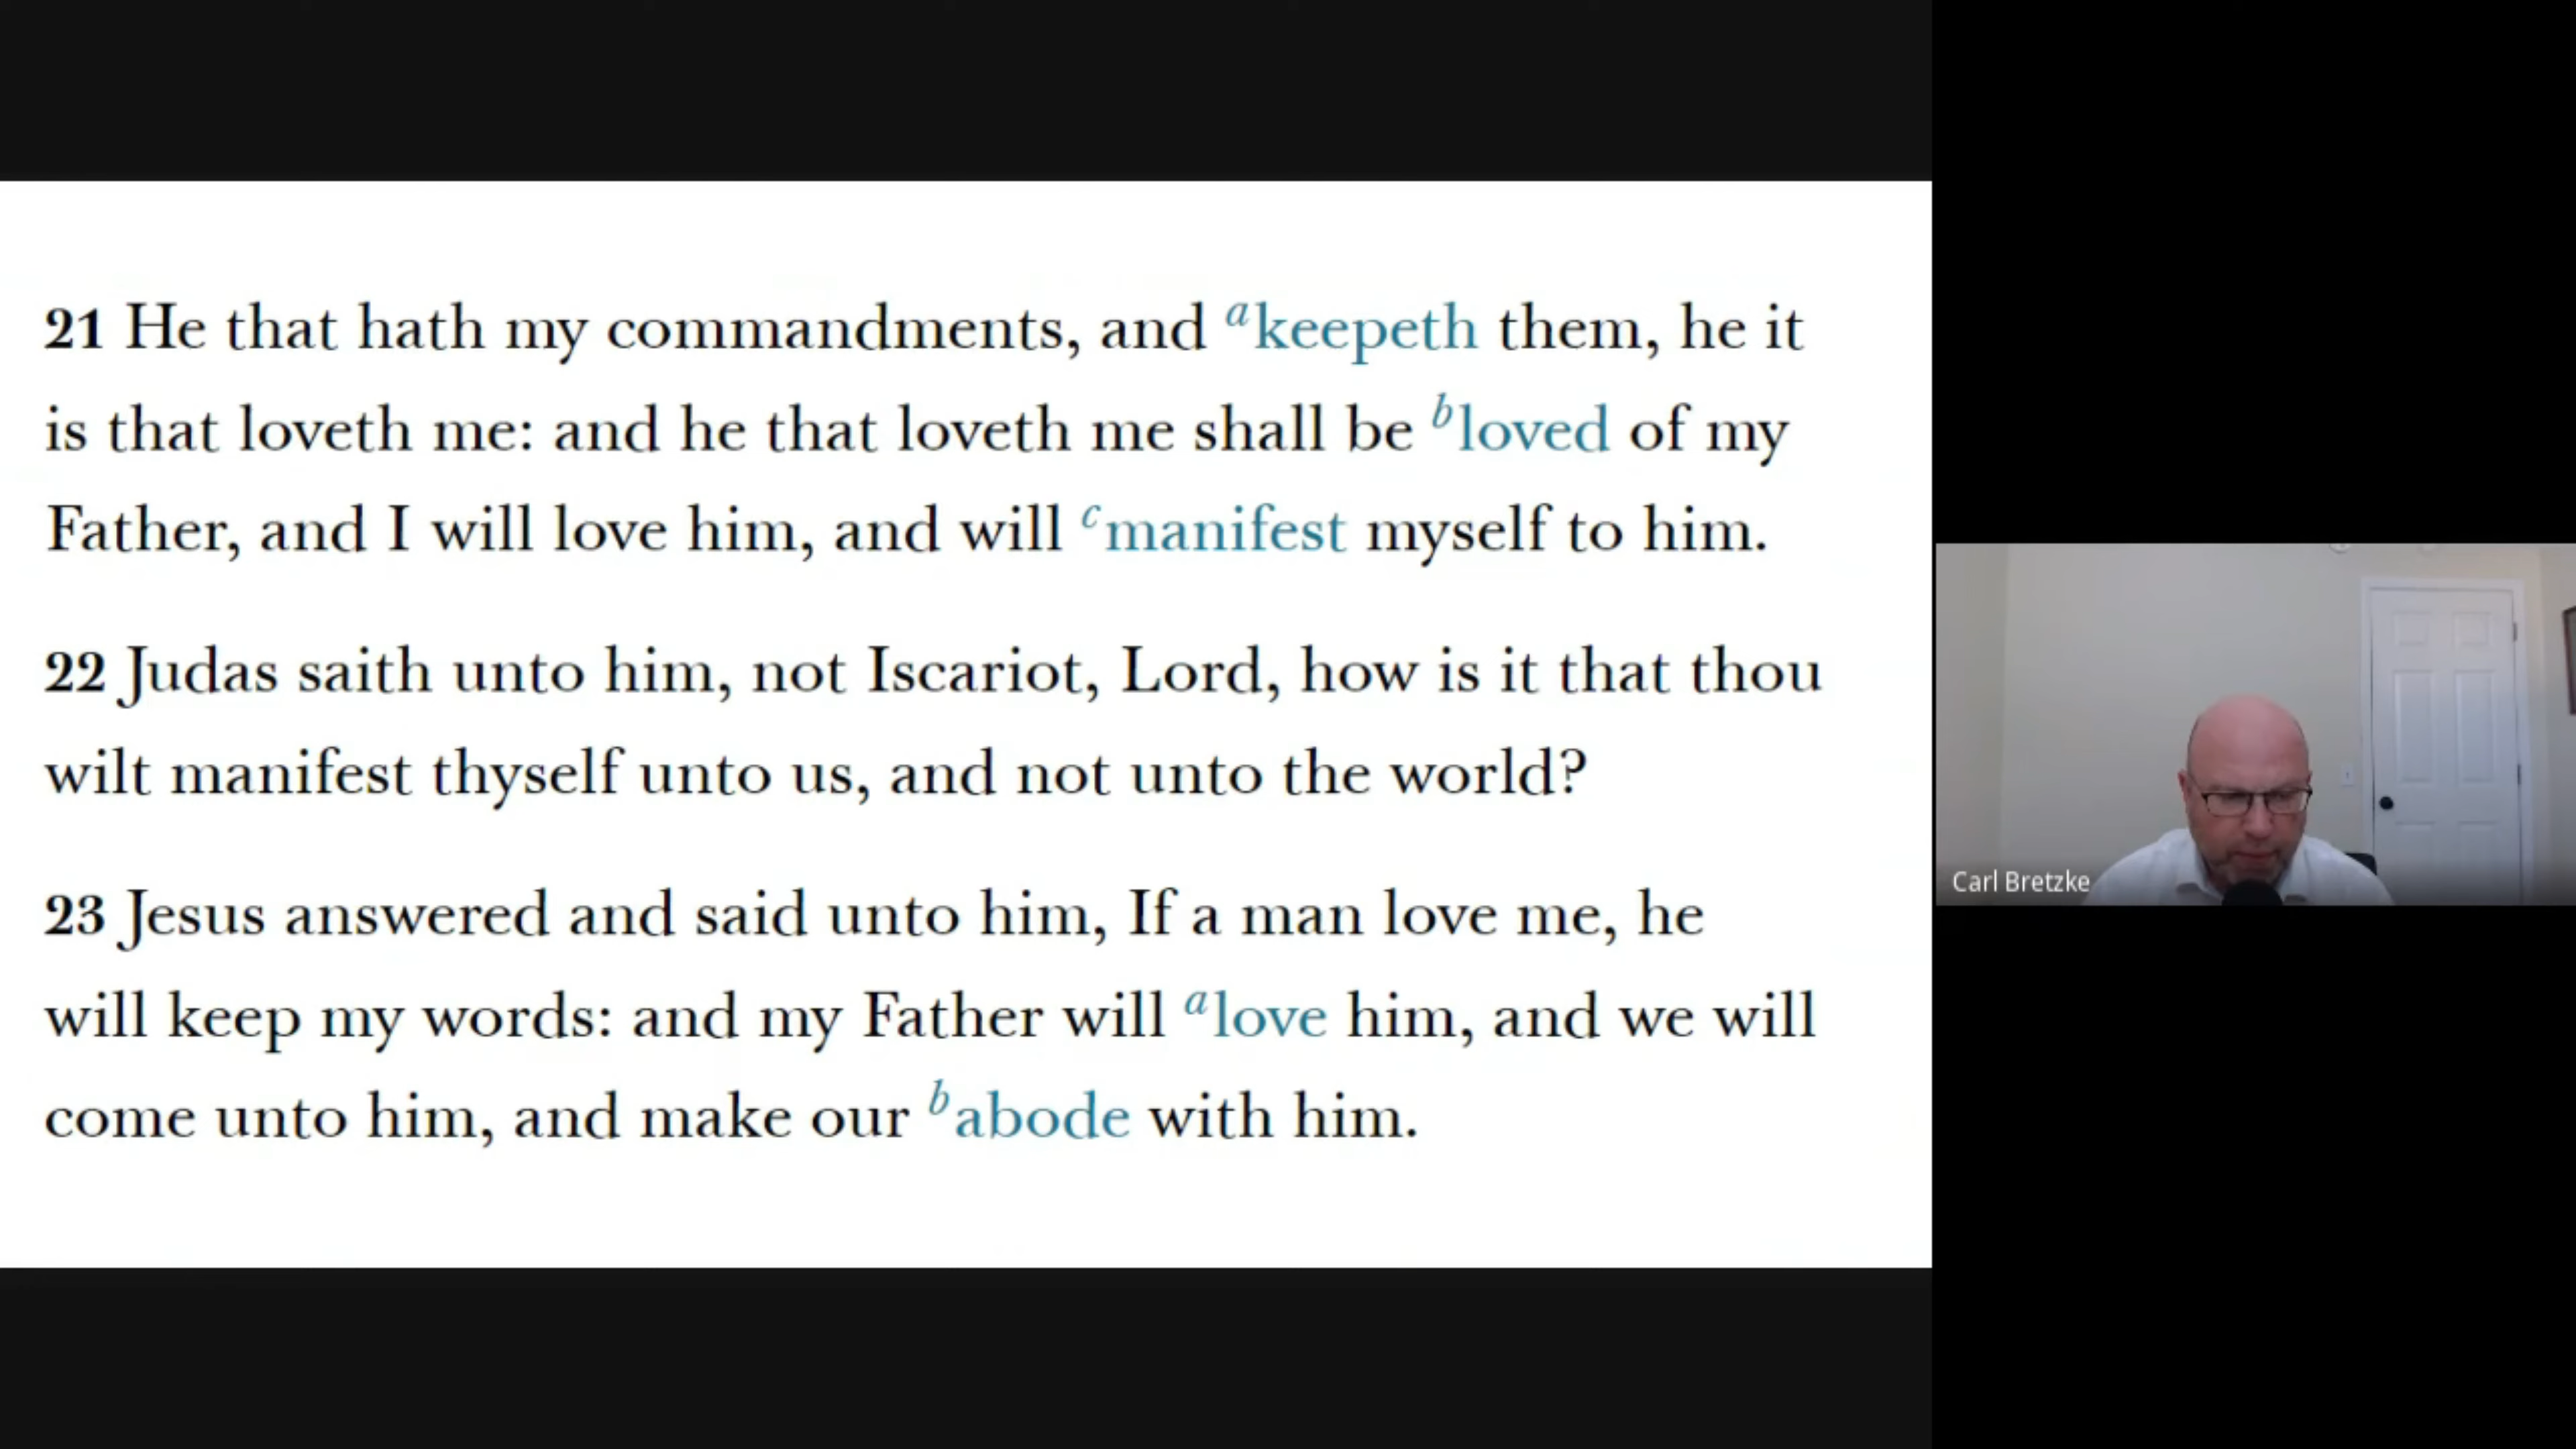 21 He that hath my commandments, and a keepeth them, he it
is that loveth me: and he that loveth me shall be b loved of my
Father, and I will love him, and will c manifest myself to him.
22 Judas saith unto him, not Iscariot, Lord, how is it that thou
wilt manifest thyself unto us, and not unto the world?
23 Jesus answered and said unto him, If a man love me, he
will keep my words: and my Father will a love him, and we will
come unto him, and make our b abode with him.
Carl Bretzke